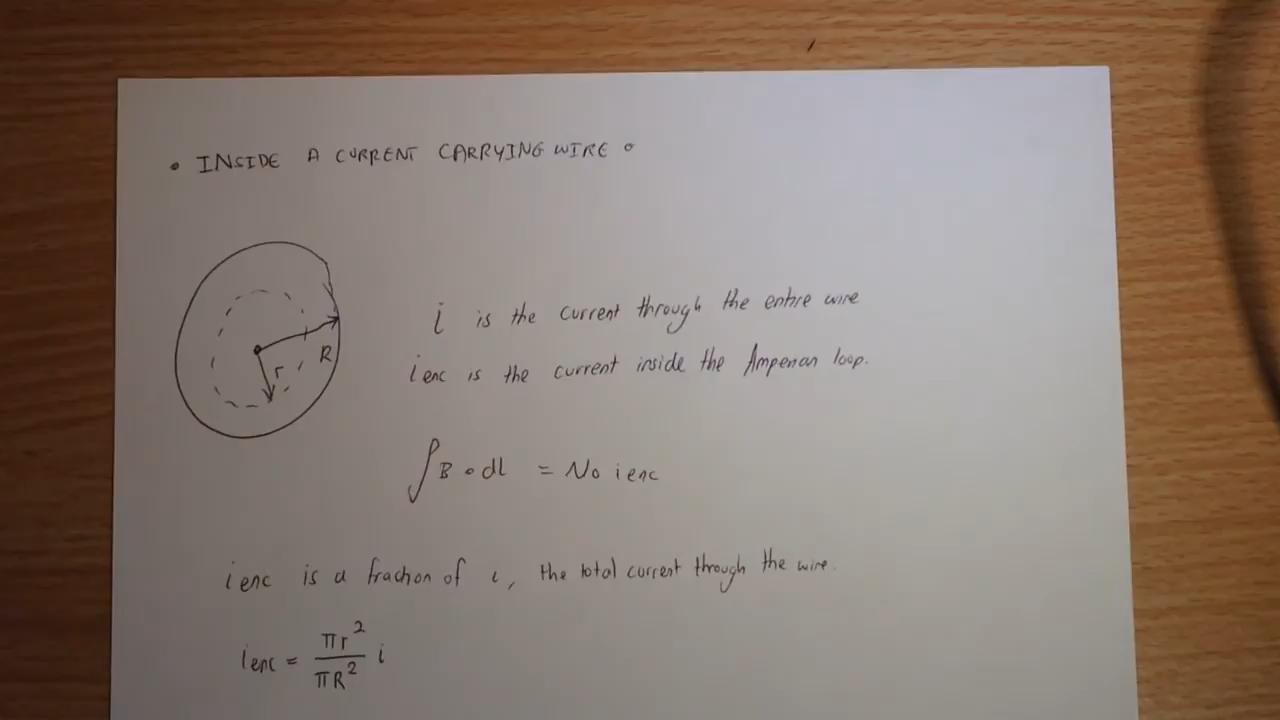 • INSIDE A CURRENT CARRYING WIRE •
R
r
i is the current through the entire wire
ienc is the current inside the Amperian loop.
∫B • dl = μo ienc
ienc is a fraction of i, the total current through the wire.
ienc = πr² / πR² i